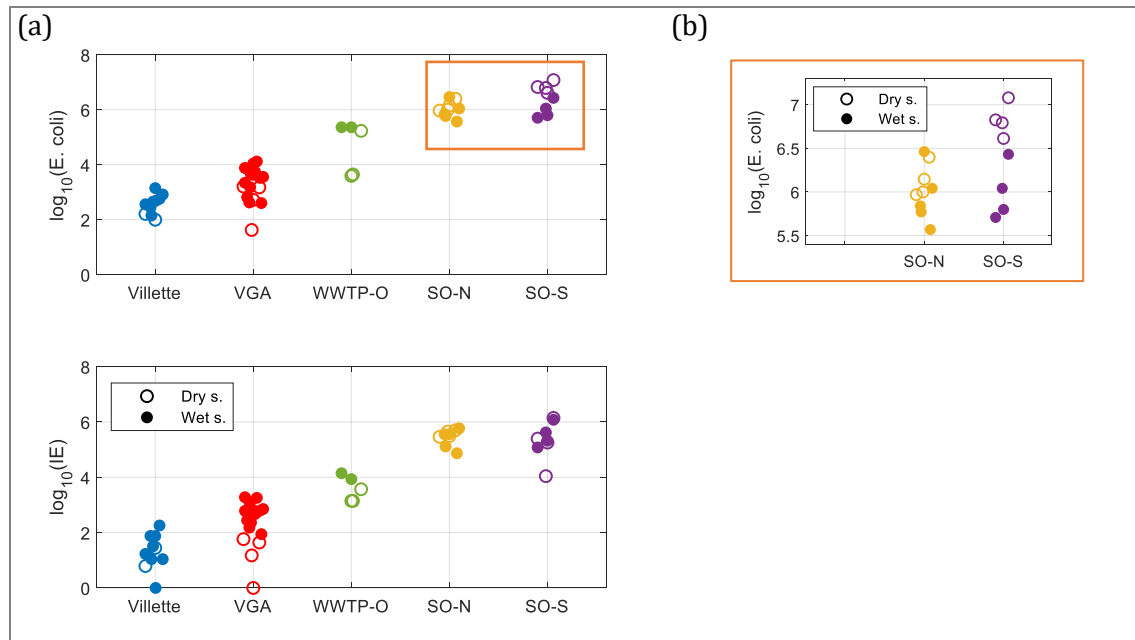 (a)
8
6
4
2
0
log10(E. coli)
Villette VGA WWTP-O SO-N SO-S
(b)
7
6.5
6
5.5
log10(E. coli)
Dry s.
Wet s.
SO-N SO-S
8
6
4
2
0
log10(IE)
Dry s.
Wet s.
Villette VGA WWTP-O SO-N SO-S